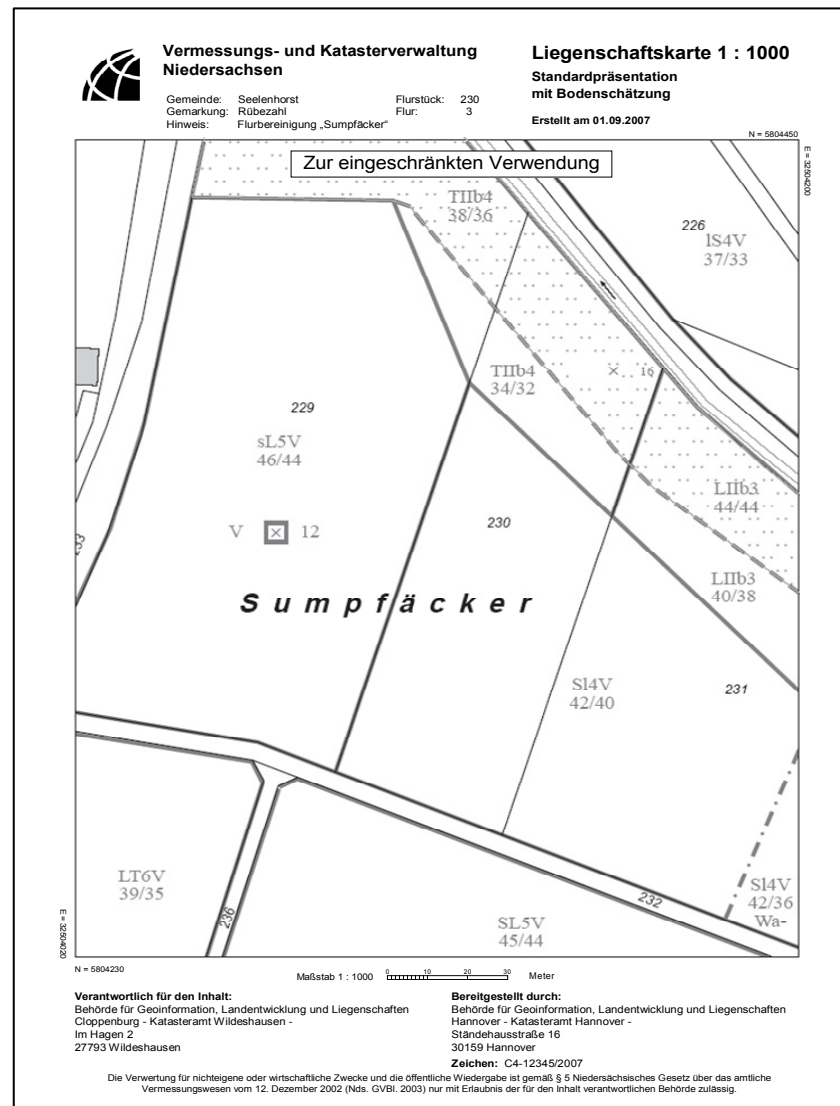 Vermessungs- und Katasterverwaltung
Niedersachsen
Liegenschaftskarte 1 : 1000
Standardpräsentation
mit Bodenschätzung
Erstellt am 01.09.2007
Gemeinde: Seelenhorst Flurstück: 230
Gemarkung: Rübezahl Flur: 3
Hinweis: Flurbereinigung „Sumpfäcker“
N = 5804450
E = 32504200
Zur eingeschränkten Verwendung
TIIb4
38/36
226
lS4V
37/33
TIIb4
34/32
16
229
sL5V
46/44
LIIb3
44/44
V 12
230
233
LIIb3
40/38
Sumpfäcker
Sl4V
42/40
231
LT6V
39/35
236
SL5V
45/44
232
Sl4V
42/36
Wa-
E = 32504020
N = 5804230
Maßstab 1 : 1000 0 10 20 30 Meter
Verantwortlich für den Inhalt:
Behörde für Geoinformation, Landentwicklung und Liegenschaften
Cloppenburg - Katasteramt Wildeshausen -
Im Hagen 2
27793 Wildeshausen
Bereitgestellt durch:
Behörde für Geoinformation, Landentwicklung und Liegenschaften
Hannover - Katasteramt Hannover -
Ständehausstraße 16
30159 Hannover
Zeichen: C4-12345/2007
Die Verwertung für nichteigene oder wirtschaftliche Zwecke und die öffentliche Wiedergabe ist gemäß § 5 Niedersächsisches Gesetz über das amtliche
Vermessungswesen vom 12. Dezember 2002 (Nds. GVBl. 2003) nur mit Erlaubnis der für den Inhalt verantwortlichen Behörde zulässig.